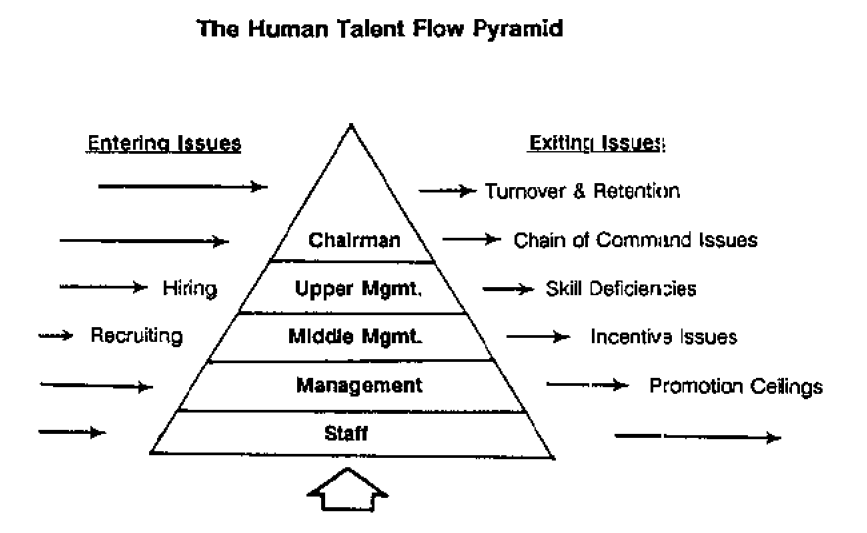 The Human Talent Flow Pyramid
Entering Issues
Exiting Issues
Turnover & Retention
Chairman
Chain of Command Issues
Hiring
Upper Mgmt.
Skill Deficiencies
Recruiting
Middle Mgmt.
Incentive Issues
Management
Promotion Ceilings
Staff